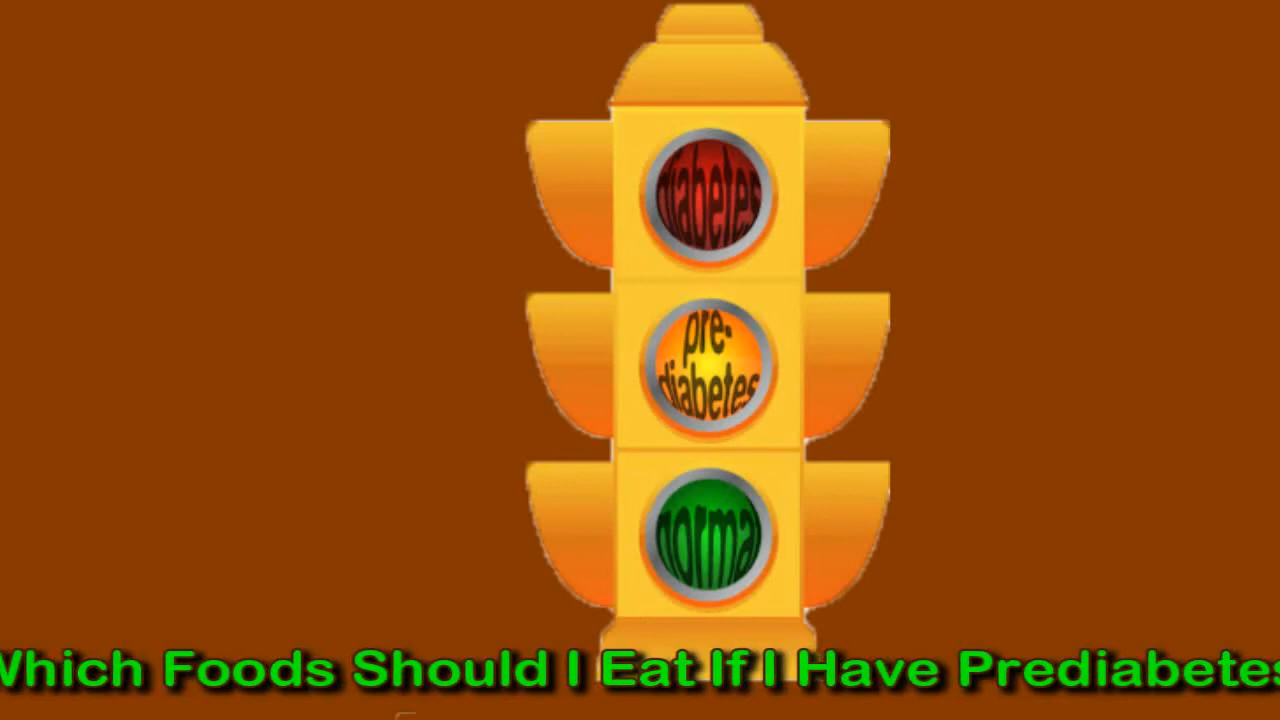 diabetes
pre-
diabetes
normal
Which Foods Should I Eat If I Have Prediabetes